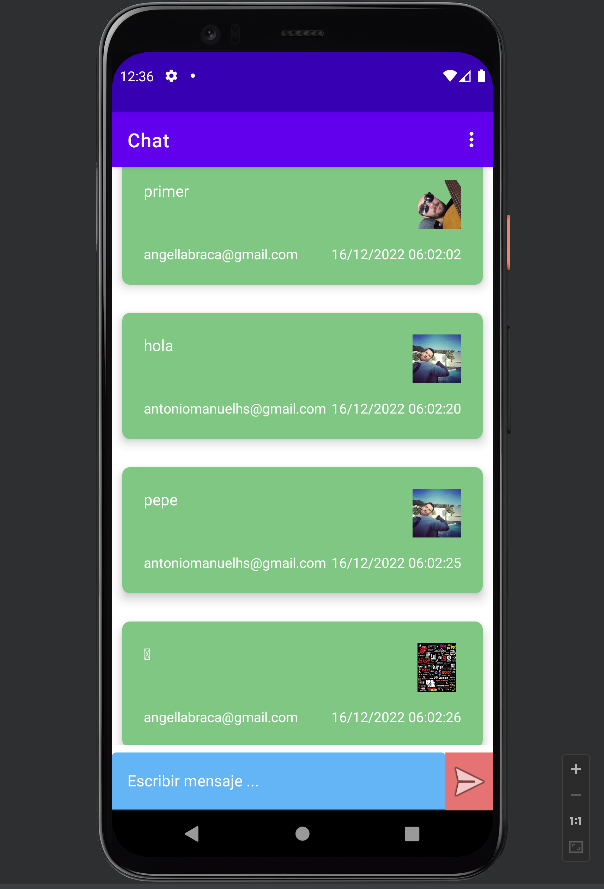 12:36
Chat
primer
angellabraca@gmail.com 16/12/2022 06:02:02
hola
antoniomanuelhs@gmail.com 16/12/2022 06:02:20
pepe
antoniomanuelhs@gmail.com 16/12/2022 06:02:25
angellabraca@gmail.com 16/12/2022 06:02:26
Escribir mensaje ...
1:1